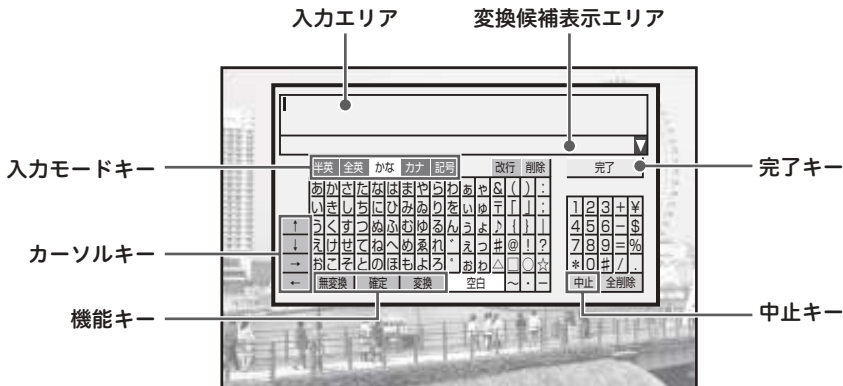 入力エリア 変換候補表示エリア
入力モードキー
完了キー
カーソルキー
機能キー
中止キー
半英 全英 かな カナ 記号 改行 削除 完了
あかさたなはまやらわぁゃ&():
いきしちにひみゐりをぃゅ〒「」; 123+¥
↑ うくすつぬふむゆるんぅょ♪{}| 456-$
↓ えけせてねへめゑれ゛ぇっ#@!? 789=%
→ おこそとのほもよろ゜ぉゎ△□○☆ *0#/.
← 無変換 確定 変換 空白 ~・- 中止 全削除